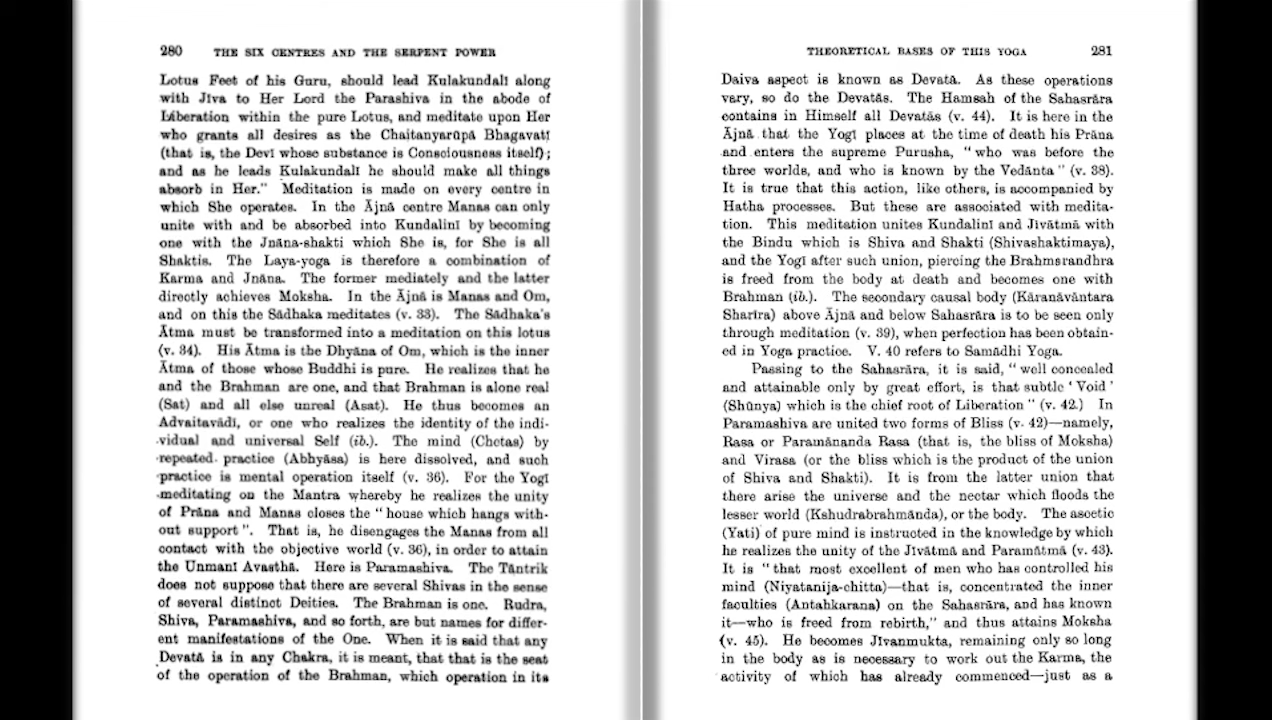 280 THE SIX CENTRES AND THE SERPENT POWER
Lotus Feet of his Guru, should lead Kulakundalī along
with Jīva to Her Lord the Parashiva in the abode of
Liberation within the pure Lotus, and meditate upon Her
who grants all desires as the Chaitanyarūpā Bhagavatī
(that is, the Devī whose substance is Consciousness itself);
and as he leads Kulakundalī he should make all things
absorb in Her." Meditation is made on every centre in
which She operates. In the Ājnā centre Manas can only
unite with and be absorbed into Kundalinī by becoming
one with the Jnāna-shakti which She is, for She is all
Shaktis. The Laya-yoga is therefore a combination of
Karma and Jnāna. The former mediately and the latter
directly achieves Moksha. In the Ājnā is Manas and Om,
and on this the Sādhaka meditates (v. 33). The Sādhaka's
Ātma must be transformed into a meditation on this lotus
(v. 34). His Ātma is the Dhyāna of Om, which is the inner
Ātma of those whose Buddhi is pure. He realizes that he
and the Brahman are one, and that Brahman is alone real
(Sat) and all else unreal (Asat). He thus becomes an
Advaitavādī, or one who realizes the identity of the indi-
vidual and universal Self (ib.). The mind (Chetas) by
repeated practice (Abhyāsa) is here dissolved, and such
practice is mental operation itself (v. 36). For the Yogī
meditating on the Mantra whereby he realizes the unity
of Prāna and Manas closes the "house which hangs with-
out support". That is, he disengages the Manas from all
contact with the objective world (v. 36), in order to attain
the Unmanī Avasthā. Here is Paramashiva. The Tāntrik
does not suppose that there are several Shivas in the sense
of several distinct Deities. The Brahman is one. Rudra,
Shiva, Paramashiva, and so forth, are but names for differ-
ent manifestations of the One. When it is said that any
Devatā is in any Chakra, it is meant, that that is the seat
of the operation of the Brahman, which operation in its
THEORETICAL BASES OF THIS YOGA 281
Daiva aspect is known as Devatā. As these operations
vary, so do the Devatās. The Hamsah of the Sahasrāra
contains in Himself all Devatās (v. 44). It is here in the
Ājnā that the Yogī places at the time of death his Prāna
and enters the supreme Purusha, "who was before the
three worlds, and who is known by the Vedānta" (v. 38).
It is true that this action, like others, is accompanied by
Hatha processes. But these are associated with medita-
tion. This meditation unites Kundalinī and Jīvātmā with
the Bindu which is Shiva and Shakti (Shivashaktimaya),
and the Yogī after such union, piercing the Brahmarandhra
is freed from the body at death and becomes one with
Brahman (ib.). The secondary causal body (Kāranāvāntara
Sharīra) above Ājnā and below Sahasrāra is to be seen only
through meditation (v. 39), when perfection has been obtain-
ed in Yoga practice. V. 40 refers to Samādhi Yoga.
Passing to the Sahasrāra, it is said, "well concealed
and attainable only by great effort, is that subtle 'Void'
(Shūnya) which is the chief root of Liberation" (v. 42.) In
Paramashiva are united two forms of Bliss (v. 42)—namely,
Rasa or Paramānanda Rasa (that is, the bliss of Moksha)
and Virasa (or the bliss which is the product of the union
of Shiva and Shakti). It is from the latter union that
there arise the universe and the nectar which floods the
lesser world (Kshudrabrahmānda), or the body. The ascetic
(Yati) of pure mind is instructed in the knowledge by which
he realizes the unity of the Jīvātmā and Paramātmā (v. 43).
It is "that most excellent of men who has controlled his
mind (Niyatanija-chitta)—that is, concentrated the inner
faculties (Antahkarana) on the Sahasrāra, and has known
it—who is freed from rebirth," and thus attains Moksha
(v. 45). He becomes Jīvanmukta, remaining only so long
in the body as is necessary to work out the Karma, the
activity of which has already commenced—just as a